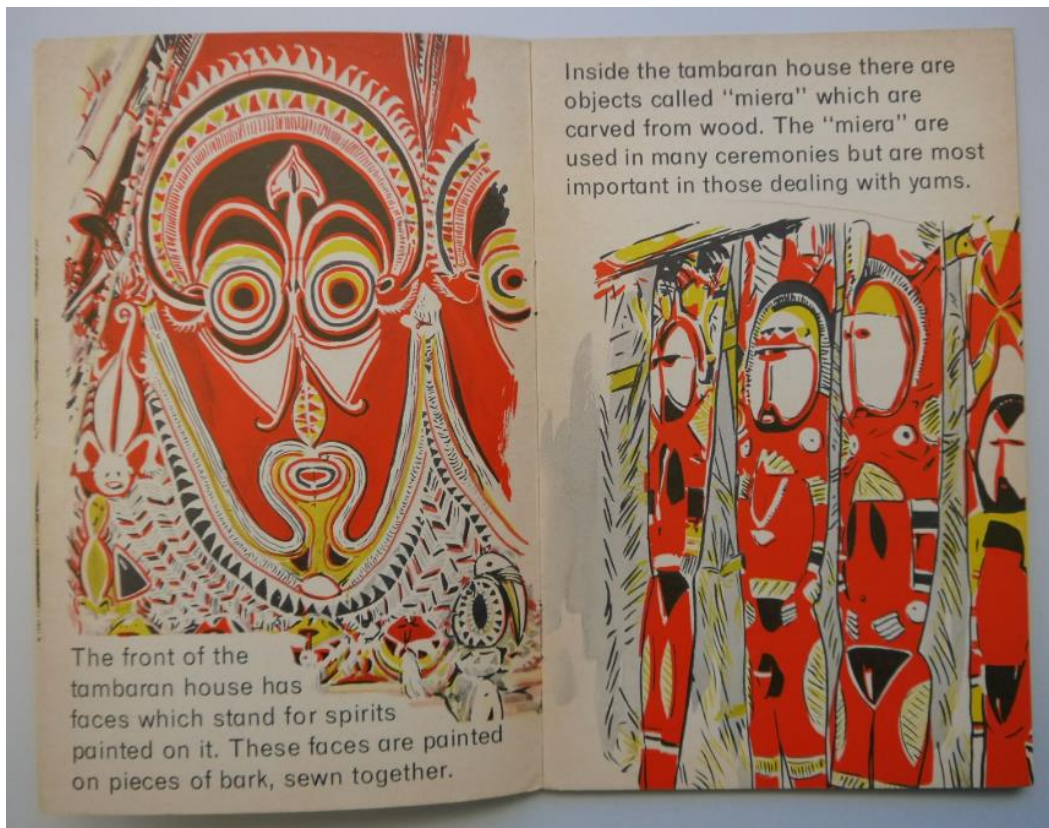 The front of the
tambaran house has
faces which stand for spirits
painted on it. These faces are painted
on pieces of bark, sewn together.
Inside the tambaran house there are
objects called "miera" which are
carved from wood. The "miera" are
used in many ceremonies but are most
important in those dealing with yams.